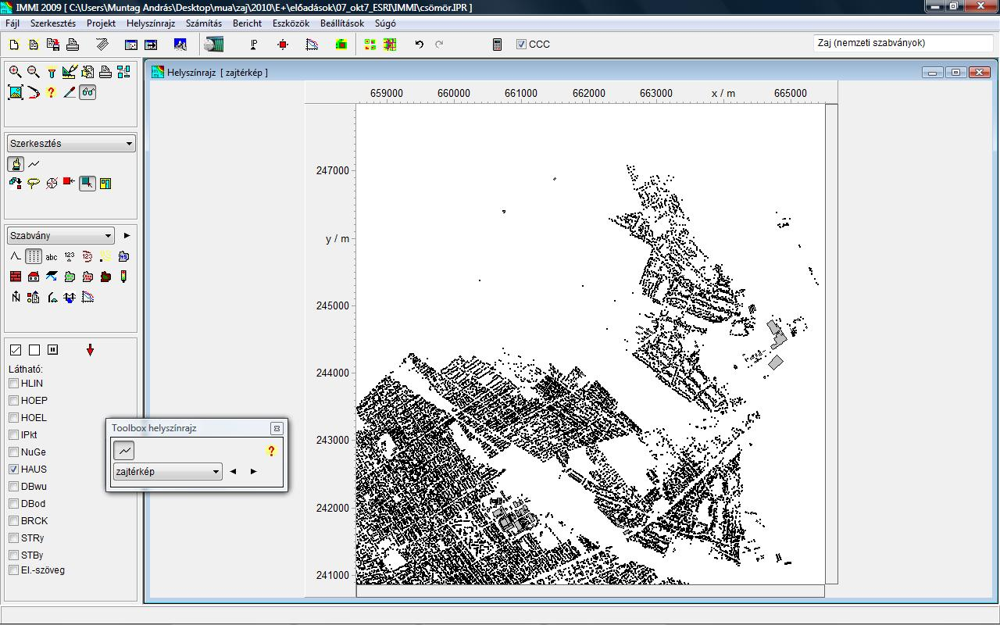 IMMI 2009 [ C:\Users\Muntag András\Desktop\mua\zaj\2010\E+\előadások\07_okt7_ESRI\IMMI\csömör.IPR ]
Fájl Szerkesztés Projekt Helyszínrajz Számítás Bericht Eszközök Beállítások Súgó
CCC
Zaj (nemzeti szabványok)
Helyszínrajz [ zajtérkép ]
659000 660000 661000 662000 663000 x / m 665000
Szerkesztés
247000
y / m
Szabvány
abc 123 123
245000
244000
243000
242000
241000
Látható:
HLIN
HOEP
HOEL
IPkt
NuGe
HAUS
DBwu
DBod
BRCK
STRy
STBy
El.-szöveg
Toolbox helyszínrajz
zajtérkép